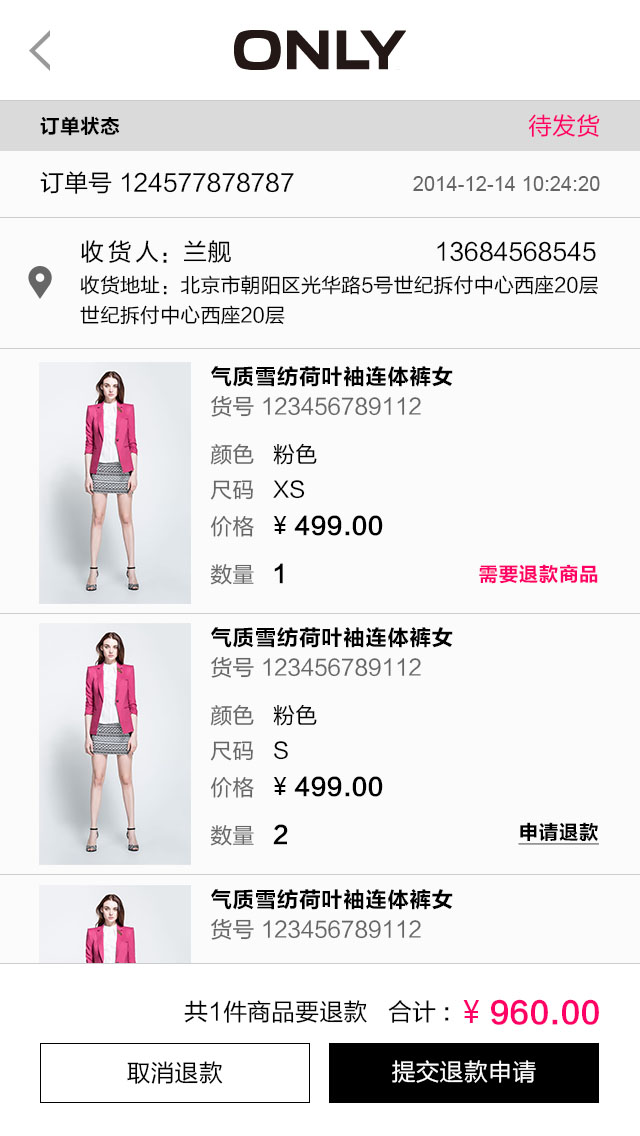 ONLY
订单状态 待发货
订单号 124577878787 2014-12-14 10:24:20
收货人：兰舰 13684568545
收货地址：北京市朝阳区光华路5号世纪拆付中心西座20层
世纪拆付中心西座20层
气质雪纺荷叶袖连体裤女
货号 123456789112
颜色 粉色
尺码 XS
价格 ¥ 499.00
数量 1 需要退款商品
气质雪纺荷叶袖连体裤女
货号 123456789112
颜色 粉色
尺码 S
价格 ¥ 499.00
数量 2 申请退款
气质雪纺荷叶袖连体裤女
货号 123456789112
共1件商品要退款 合计：¥ 960.00
取消退款 提交退款申请